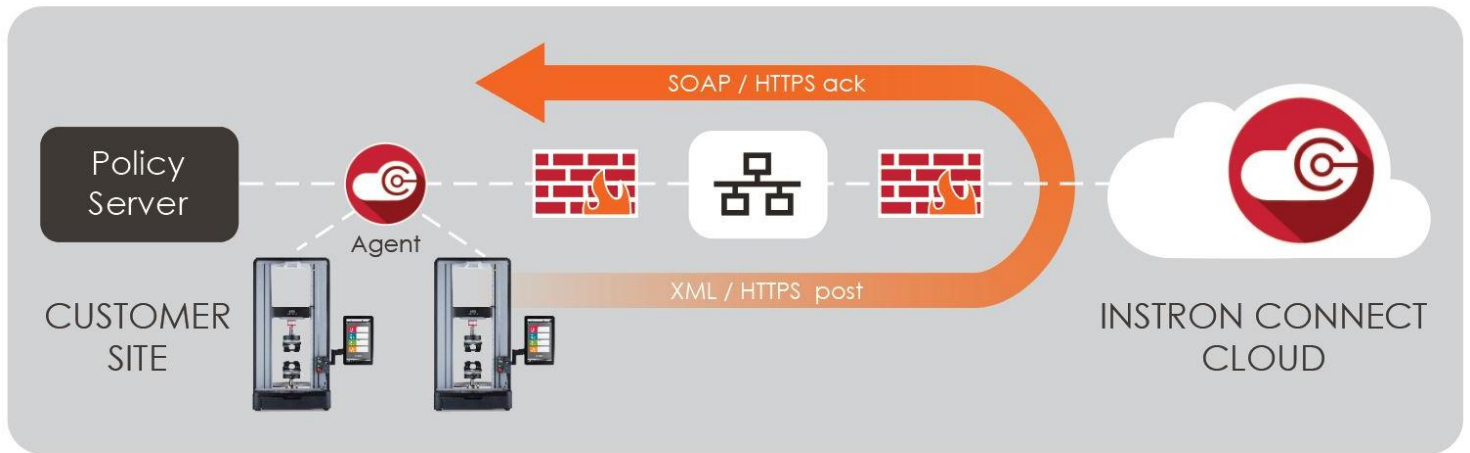 SOAP / HTTPS ack
Policy
Server
Agent
CUSTOMER
SITE
XML / HTTPS post
INSTRON CONNECT
CLOUD